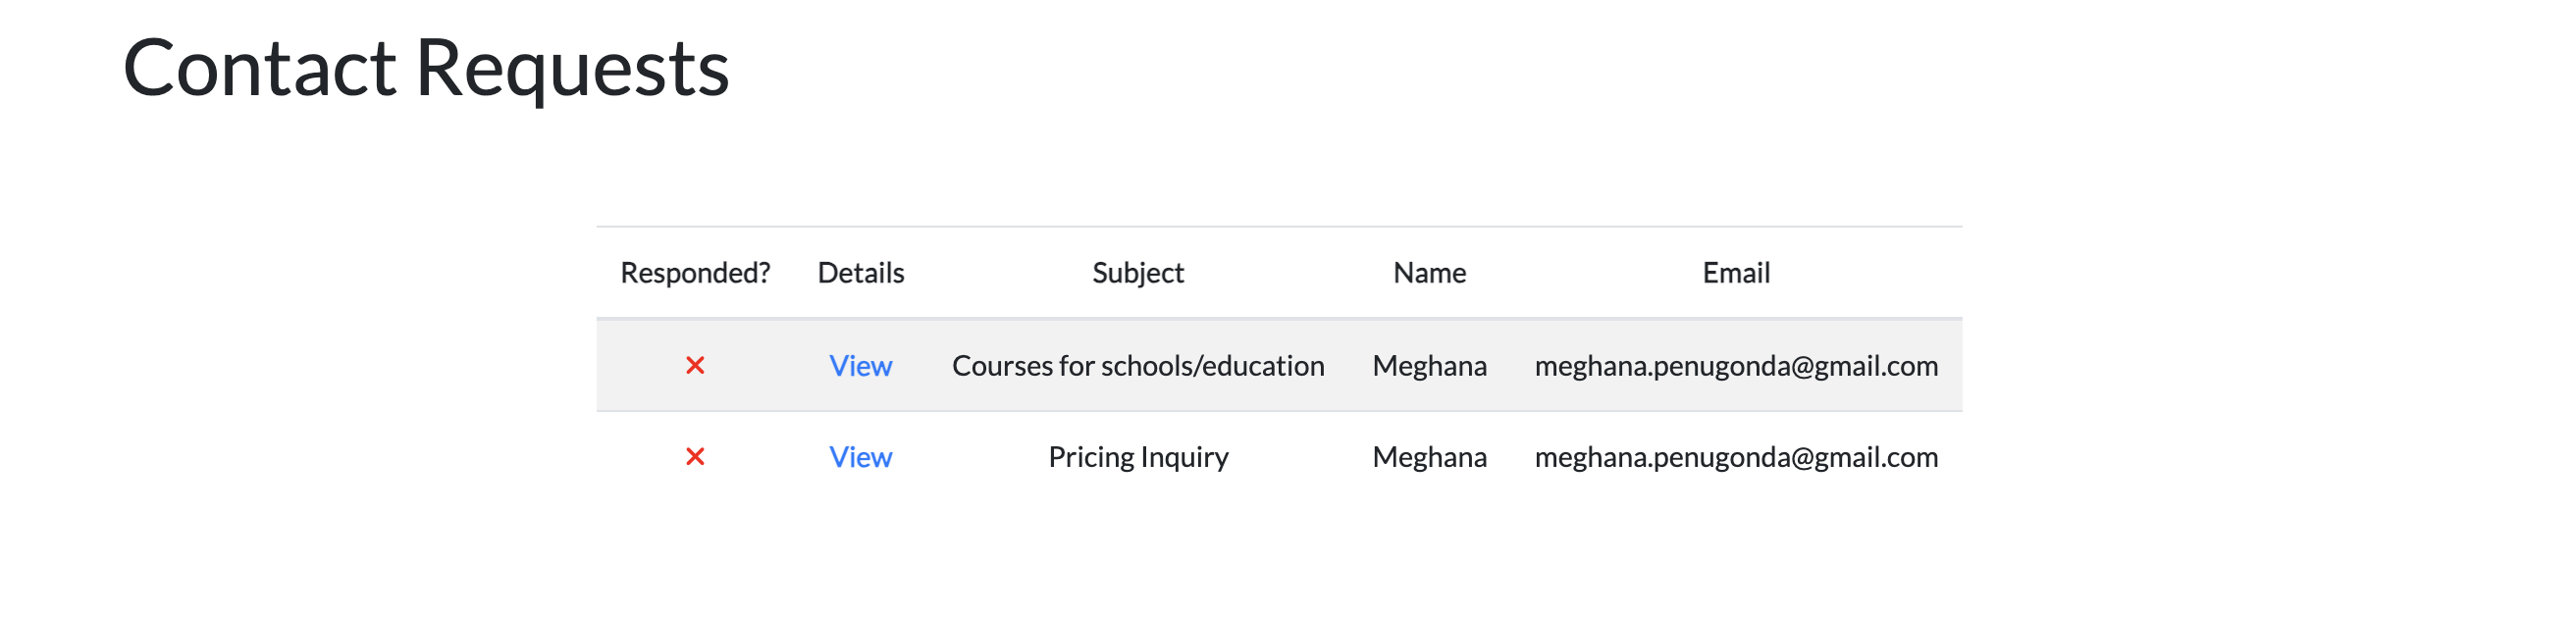 Contact Requests
Responded? Details Subject Name Email
✕ View Courses for schools/education Meghana meghana.penugonda@gmail.com
✕ View Pricing Inquiry Meghana meghana.penugonda@gmail.com